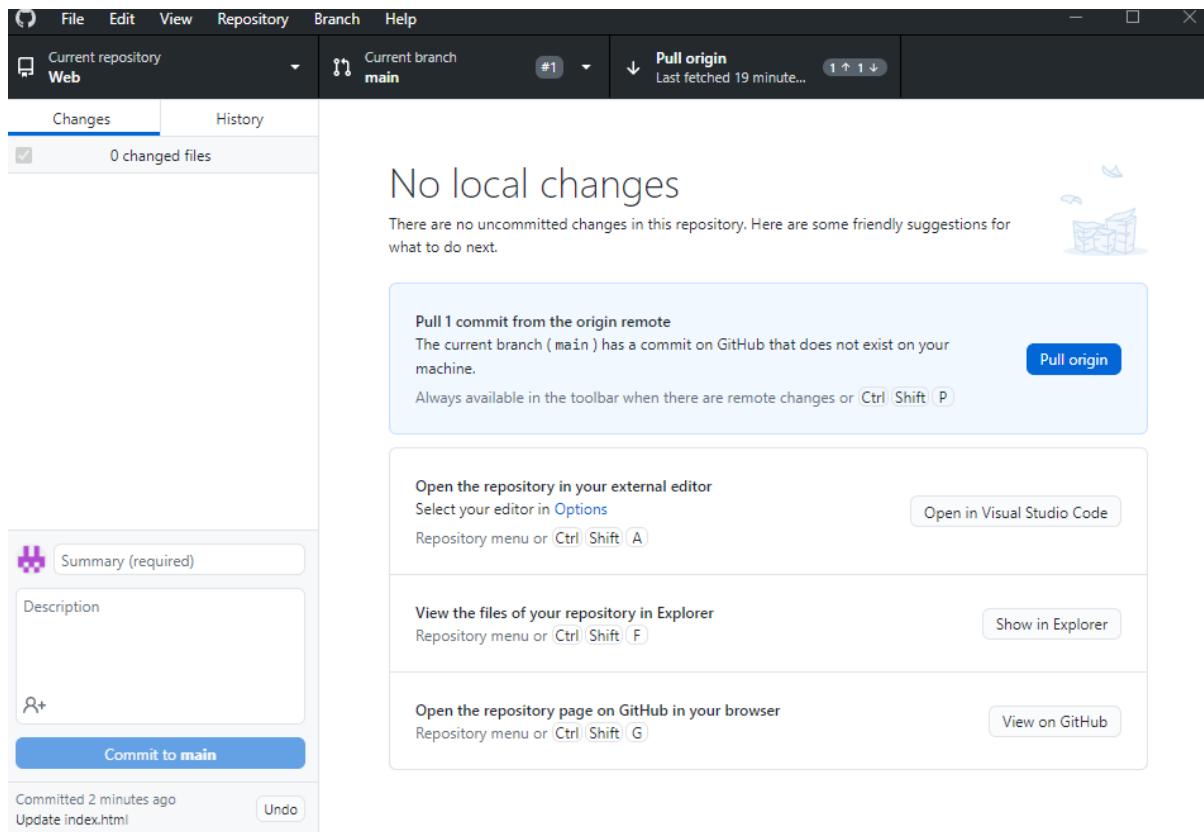 File Edit View Repository Branch Help
Current repository
Web
Current branch
main
#1
Pull origin
Last fetched 19 minute...
1 ↑ 1 ↓
Changes
History
0 changed files
No local changes
There are no uncommitted changes in this repository. Here are some friendly suggestions for
what to do next.
Pull 1 commit from the origin remote
The current branch ( main ) has a commit on GitHub that does not exist on your
machine.
Always available in the toolbar when there are remote changes or Ctrl Shift P
Pull origin
Open the repository in your external editor
Select your editor in Options
Repository menu or Ctrl Shift A
Open in Visual Studio Code
View the files of your repository in Explorer
Repository menu or Ctrl Shift F
Show in Explorer
Open the repository page on GitHub in your browser
Repository menu or Ctrl Shift G
View on GitHub
Summary (required)
Description
Commit to main
Committed 2 minutes ago
Update index.html
Undo